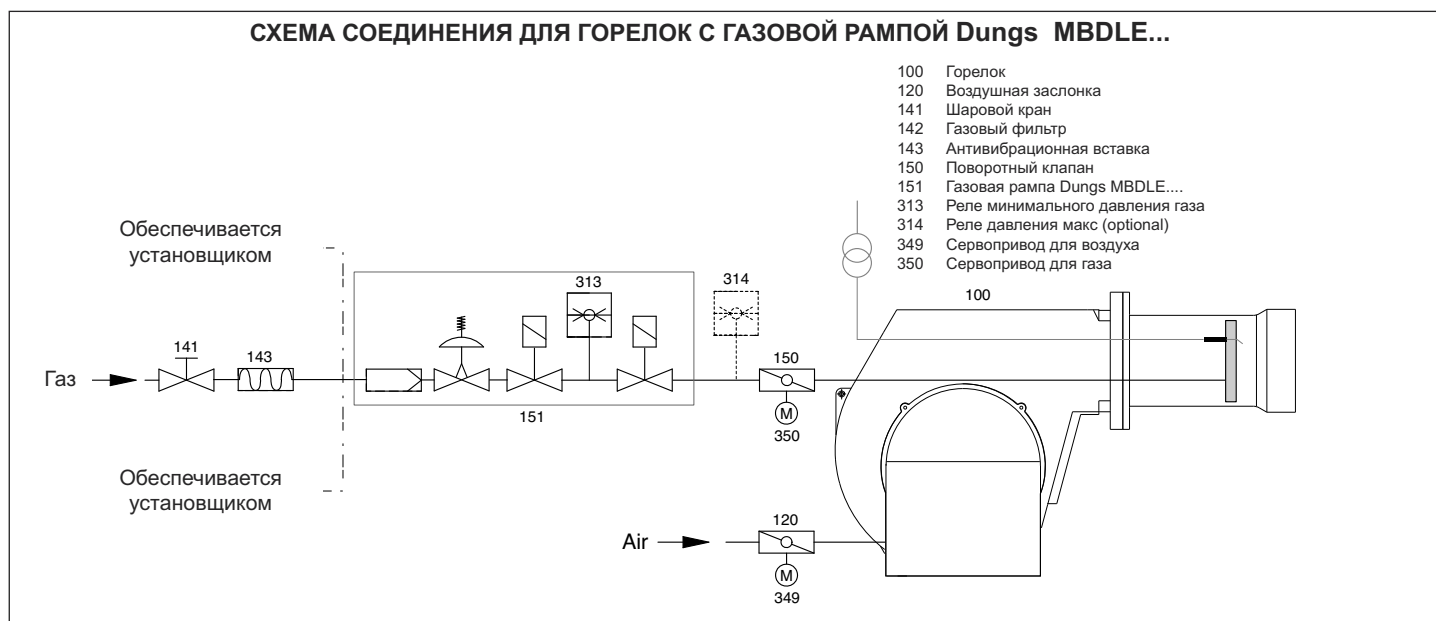 СХЕМА СОЕДИНЕНИЯ ДЛЯ ГОРЕЛОК С ГАЗОВОЙ РАМПОЙ Dungs MBDLE...
100 Горелок
120 Воздушная заслонка
141 Шаровой кран
142 Газовый фильтр
143 Антивибрационная вставка
150 Поворотный клапан
151 Газовая рампа Dungs MBDLE....
313 Реле минимального давления газа
314 Реле давления макс (optional)
349 Сервопривод для воздуха
350 Сервопривод для газа
Обеспечивается
установщиком
313
314
100
141
143
150
Газ
151
M
350
Обеспечивается
установщиком
120
Air
M
349